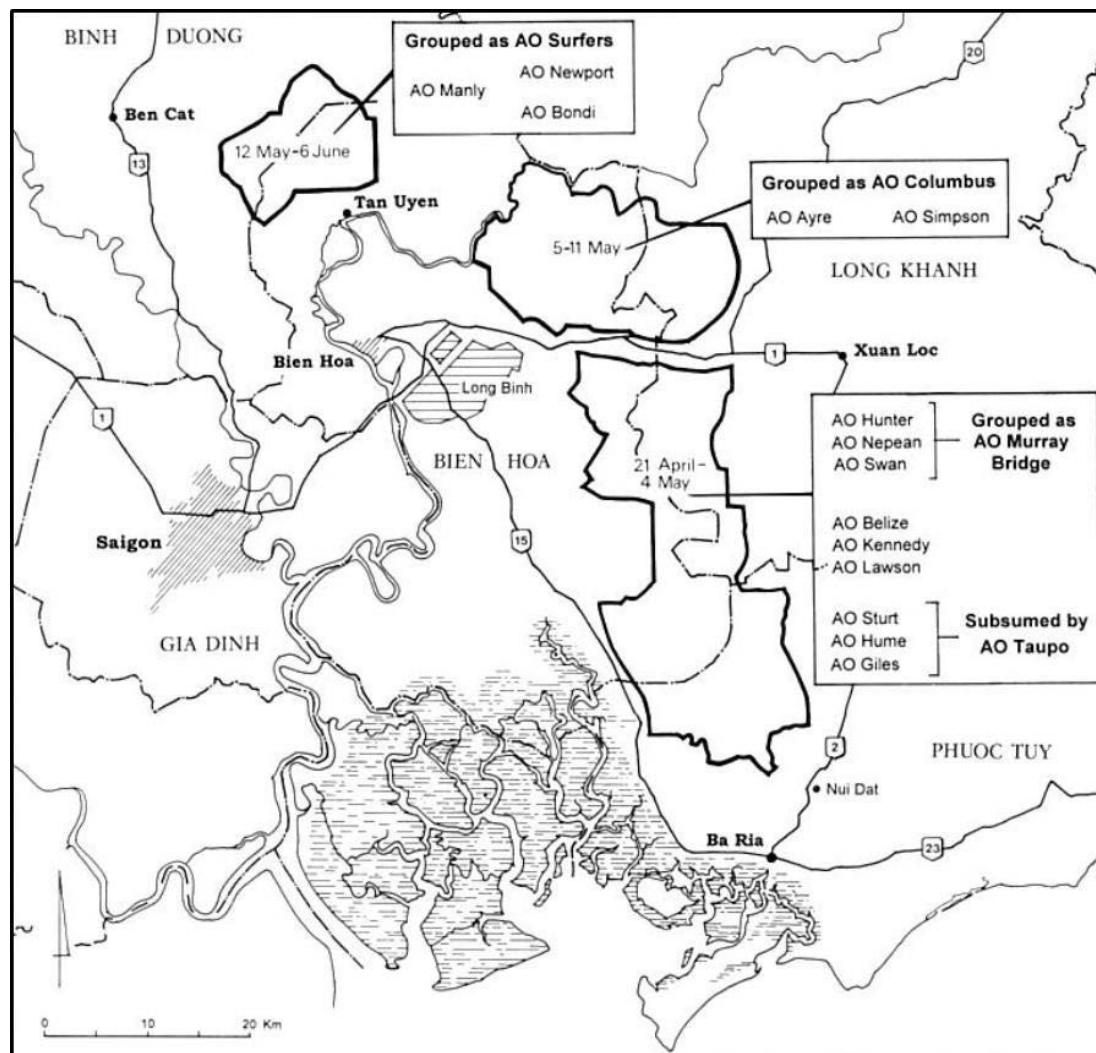 BINH DUONG
Grouped as AO Surfers
AO Newport
AO Manly
AO Bondi
20
Ben Cat
13
12 May-6 June
Grouped as AO Columbus
AO Ayre AO Simpson
Tan Uyen
5-11 May
LONG KHANH
Bien Hoa
1
Xuan Loc
Long Binh
1
AO Hunter
AO Nepean
AO Swan
Grouped as
AO Murray
Bridge
BIEN HOA
21 April-
4 May
AO Belize
AO Kennedy
AO Lawson
Saigon
15
AO Sturt
AO Hume
AO Giles
Subsumed by
AO Taupo
GIA DINH
2
PHUOC TUY
Nui Dat
Ba Ria
23
0 10 20 Km